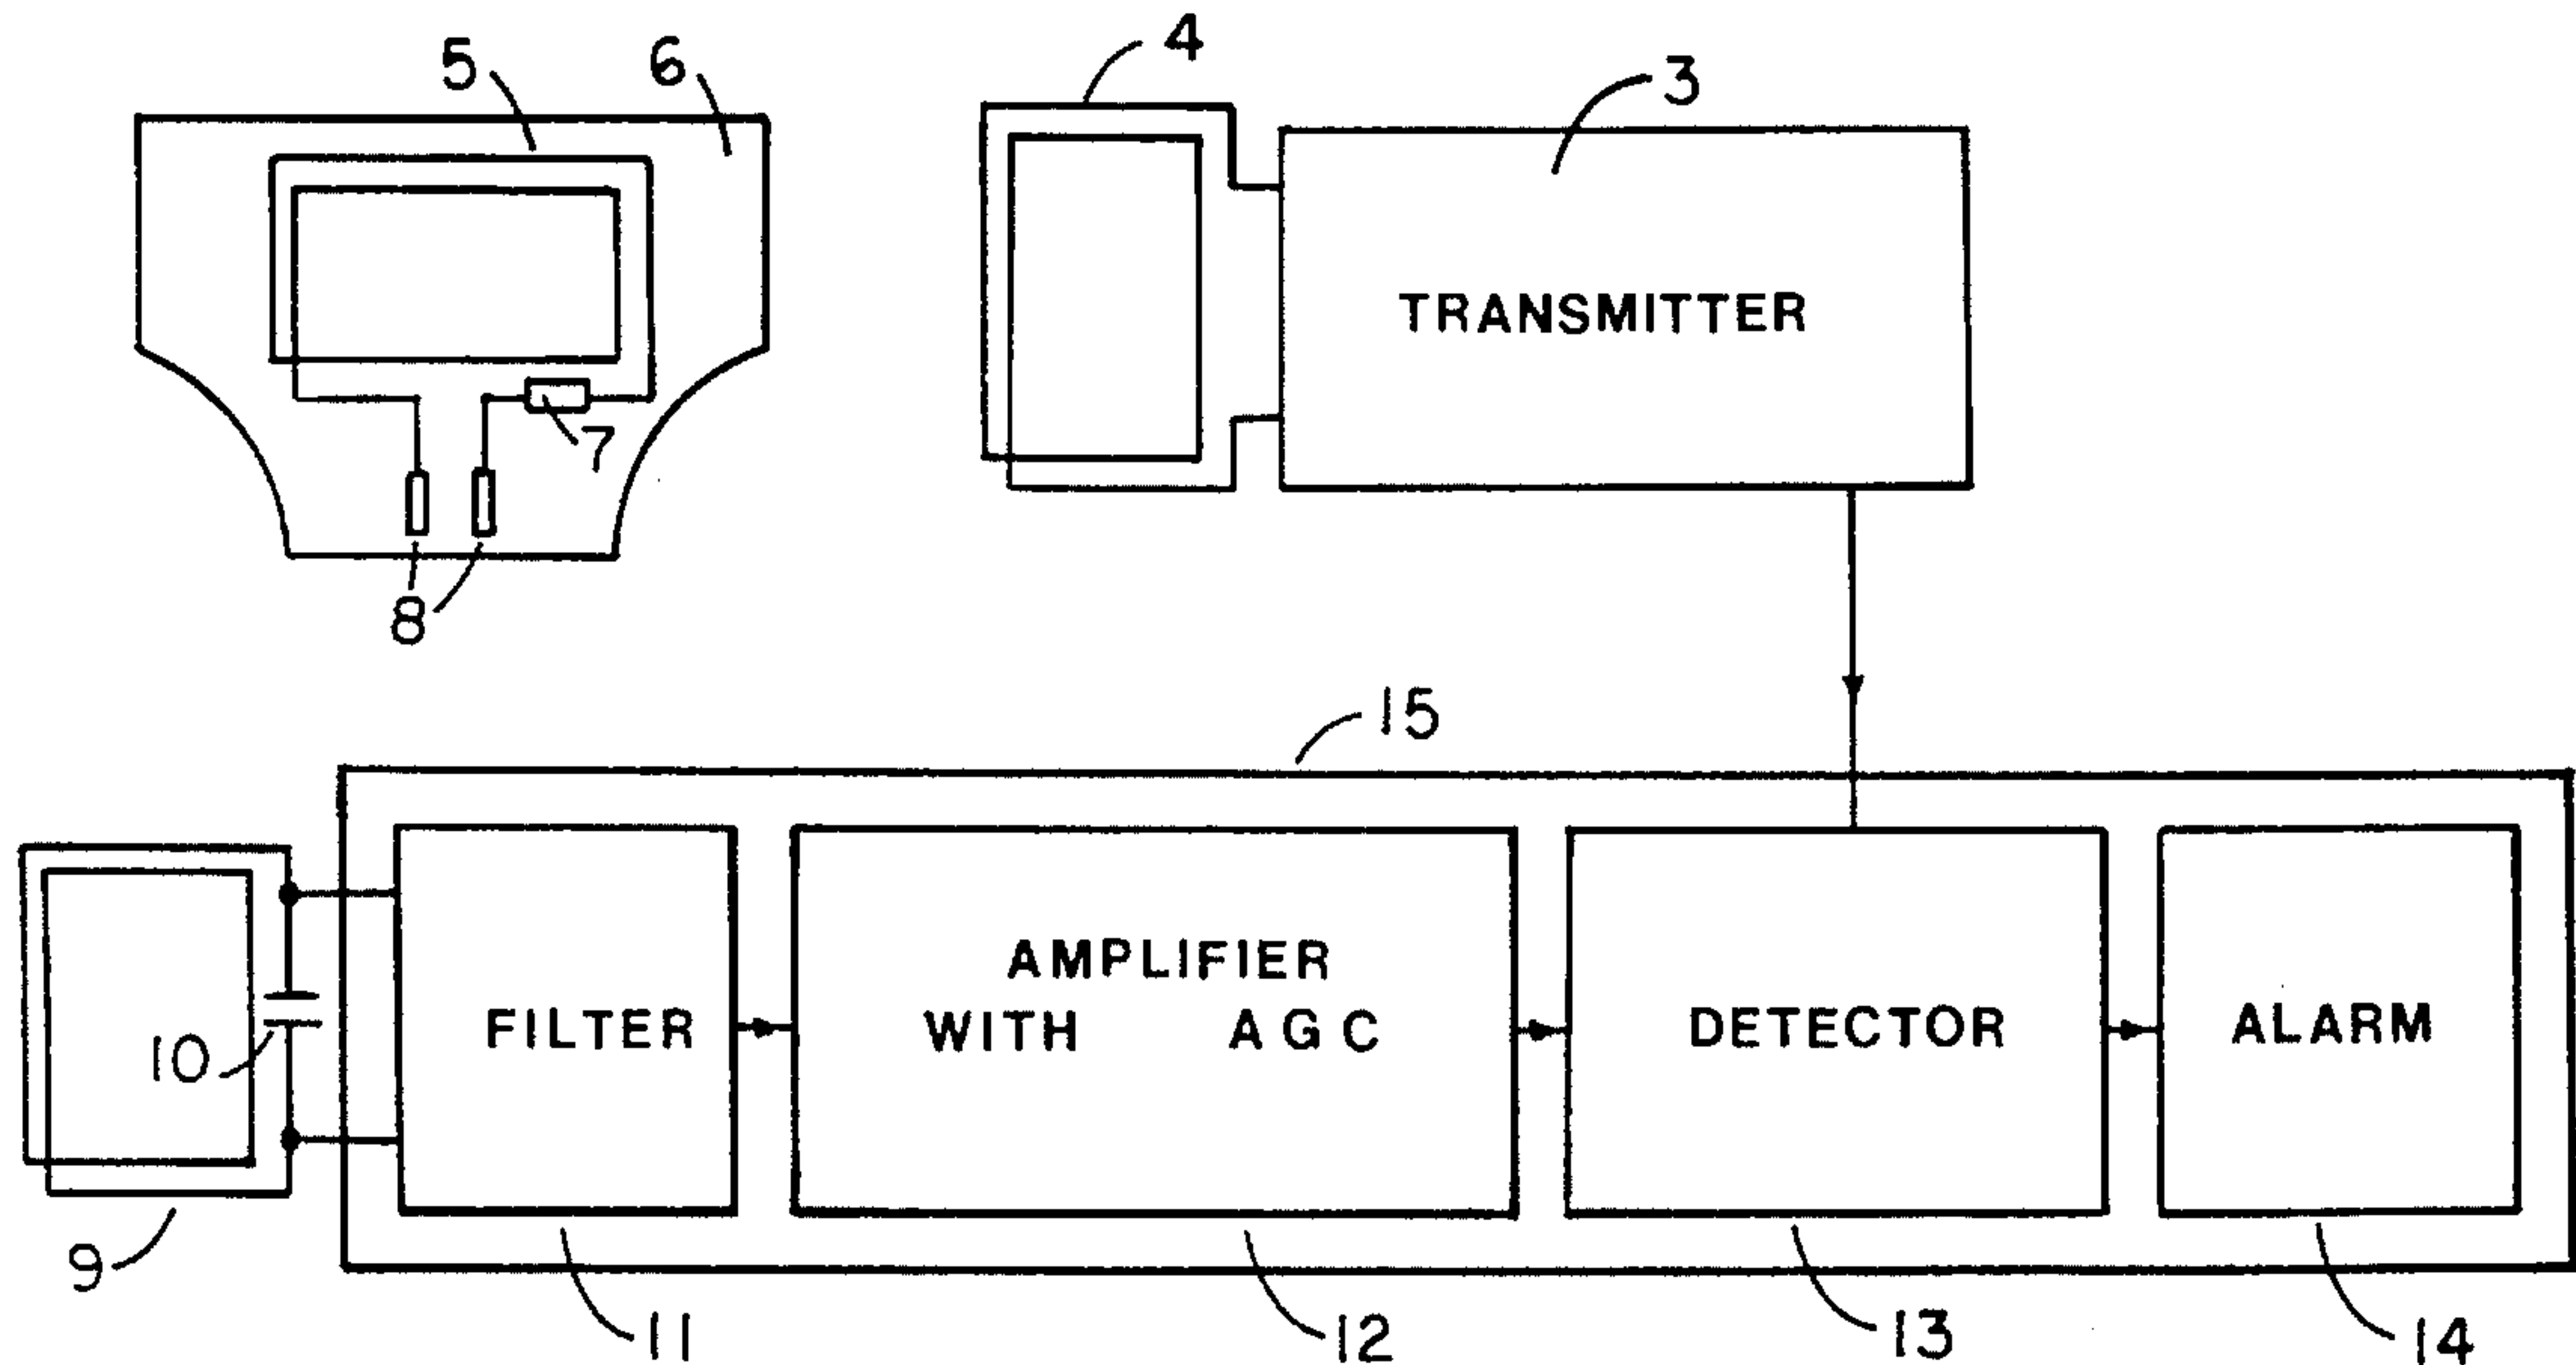 4
5
6
3
TRANSMITTER
7
8
15
AMPLIFIER
WITH AGC
FILTER
DETECTOR
ALARM
10
9
11
12
13
14